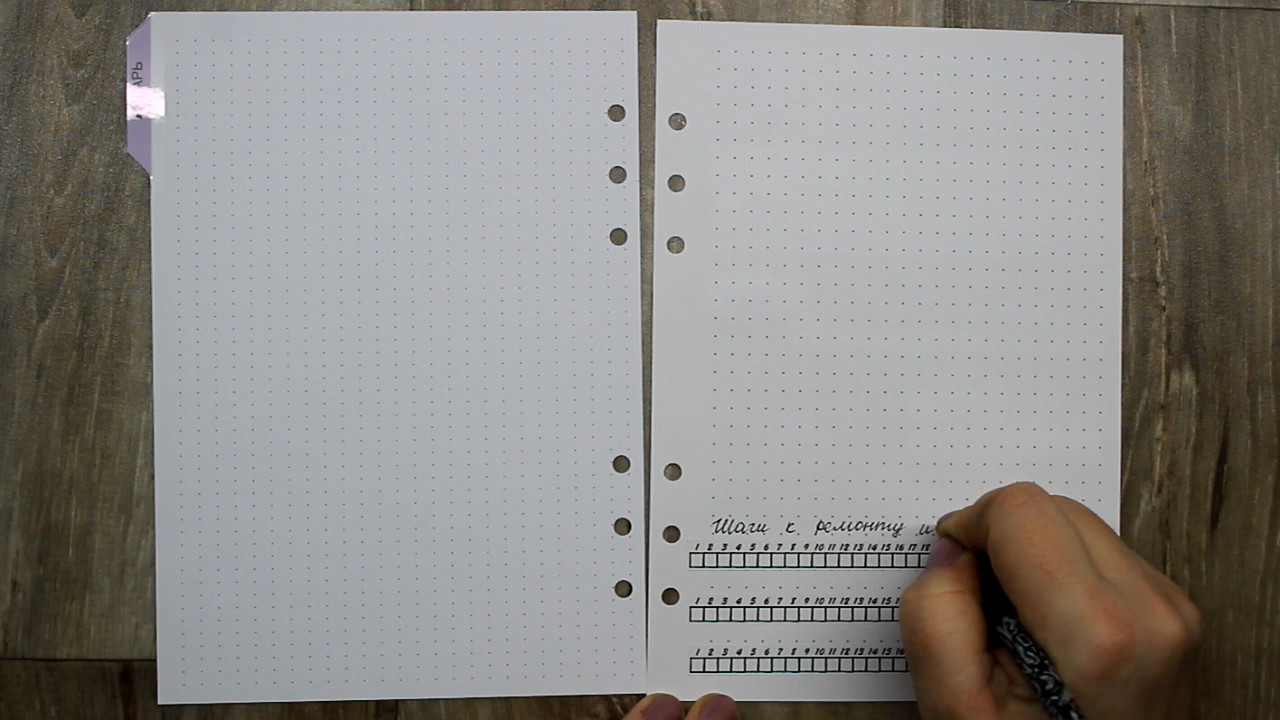 АРЬ
Шаги к ремонту и
1 2 3 4 5 6 7 8 9 10 11 12 13 14 15 16 17 18
1 2 3 4 5 6 7 8 9 10 11 12 13 14 15
1 2 3 4 5 6 7 8 9 10 11 12 13 14 15 16